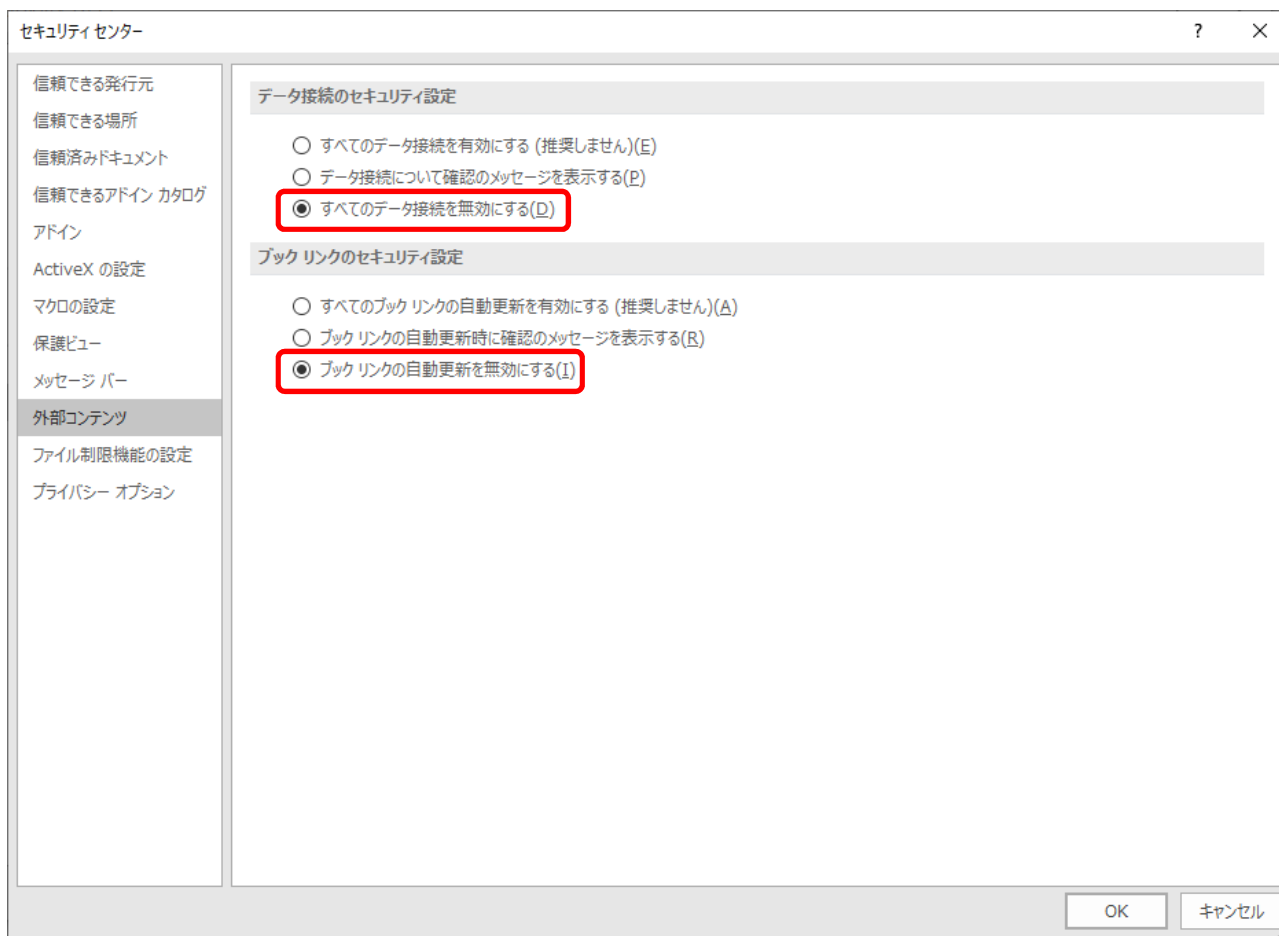 セキュリティ センター
?
信頼できる発行元
信頼できる場所
信頼済みドキュメント
信頼できるアドイン カタログ
アドイン
ActiveX の設定
マクロの設定
保護ビュー
メッセージ バー
外部コンテンツ
ファイル制限機能の設定
プライバシー オプション
データ接続のセキュリティ設定
すべてのデータ接続を有効にする (推奨しません)(E)
データ接続について確認のメッセージを表示する(P)
すべてのデータ接続を無効にする(D)
ブック リンクのセキュリティ設定
すべてのブック リンクの自動更新を有効にする (推奨しません)(A)
ブック リンクの自動更新時に確認のメッセージを表示する(R)
ブック リンクの自動更新を無効にする(I)
OK
キャンセル